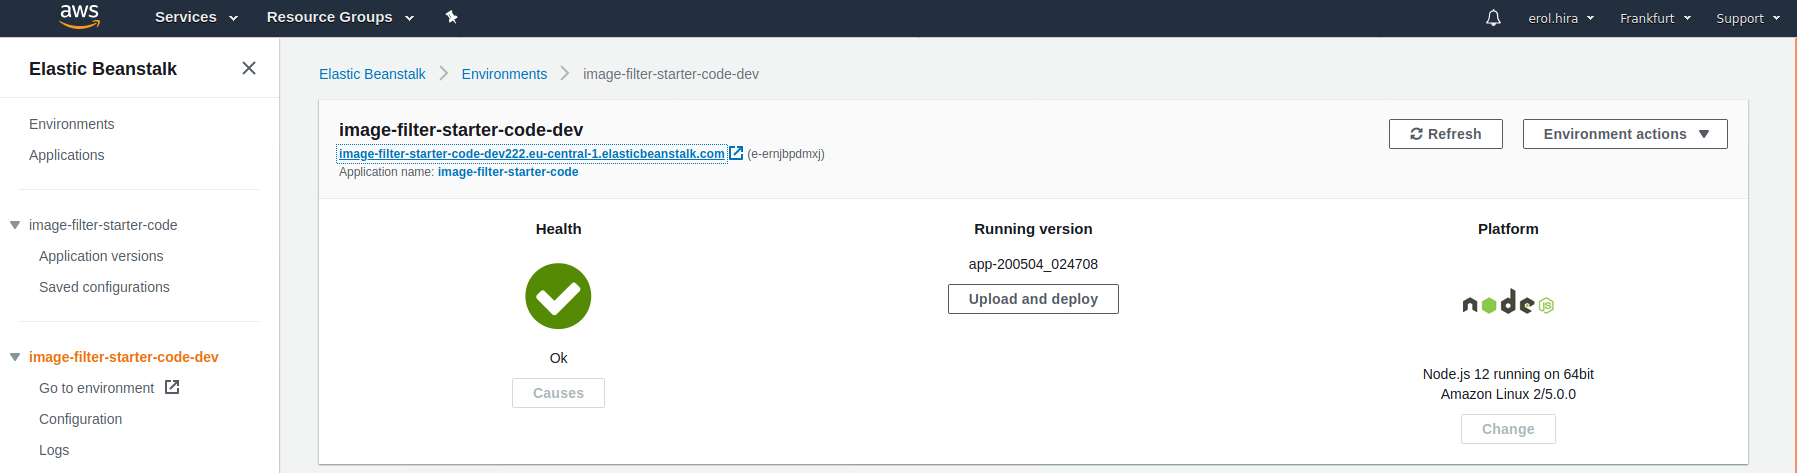 aws Services Resource Groups erol.hira Frankfurt Support
Elastic Beanstalk
Environments
Applications
image-filter-starter-code
Application versions
Saved configurations
image-filter-starter-code-dev
Go to environment
Configuration
Logs
Elastic Beanstalk Environments image-filter-starter-code-dev
image-filter-starter-code-dev
image-filter-starter-code-dev222.eu-central-1.elasticbeanstalk.com (e-ernjbpdmxj)
Application name: image-filter-starter-code
Refresh
Environment actions
Health
Ok
Causes
Running version
app-200504_024708
Upload and deploy
Platform
node JS
Node.js 12 running on 64bit
Amazon Linux 2/5.0.0
Change